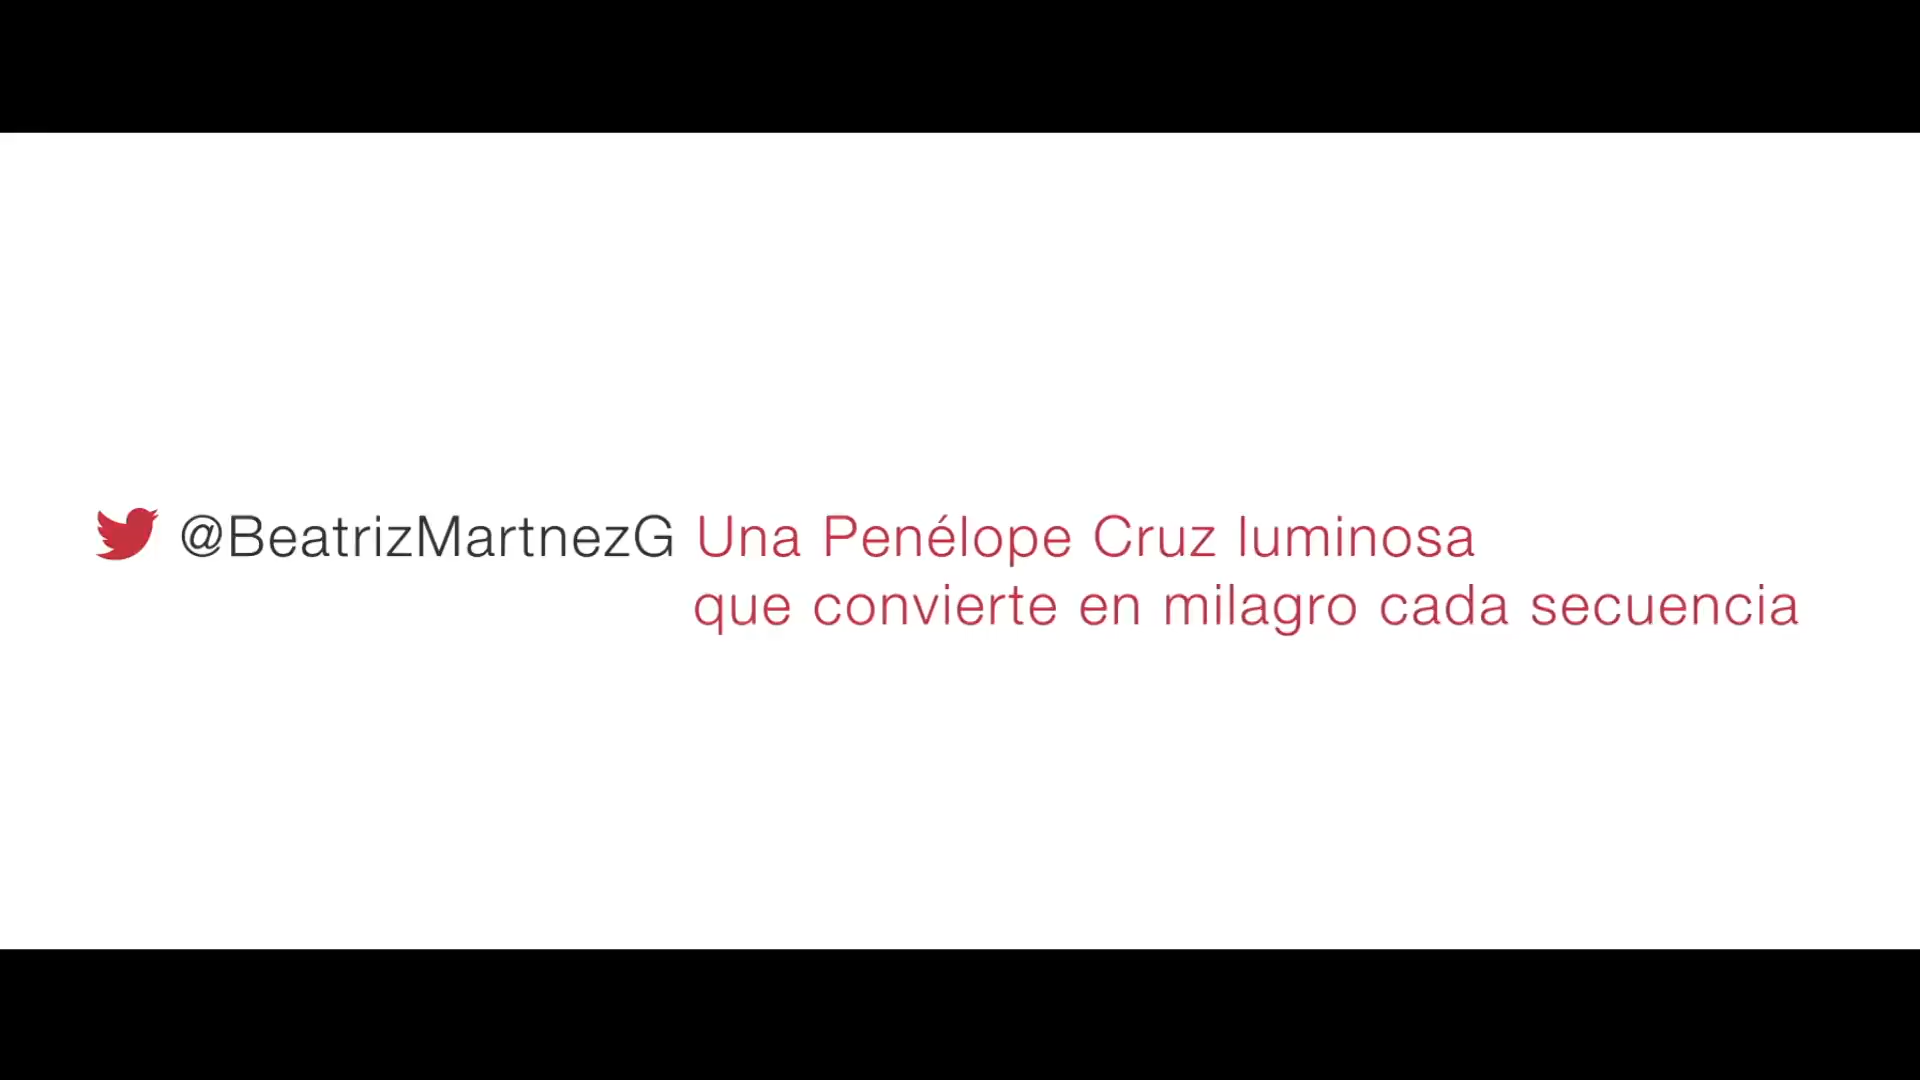 @BeatrizMartnezG Una Penélope Cruz luminosa
que convierte en milagro cada secuencia